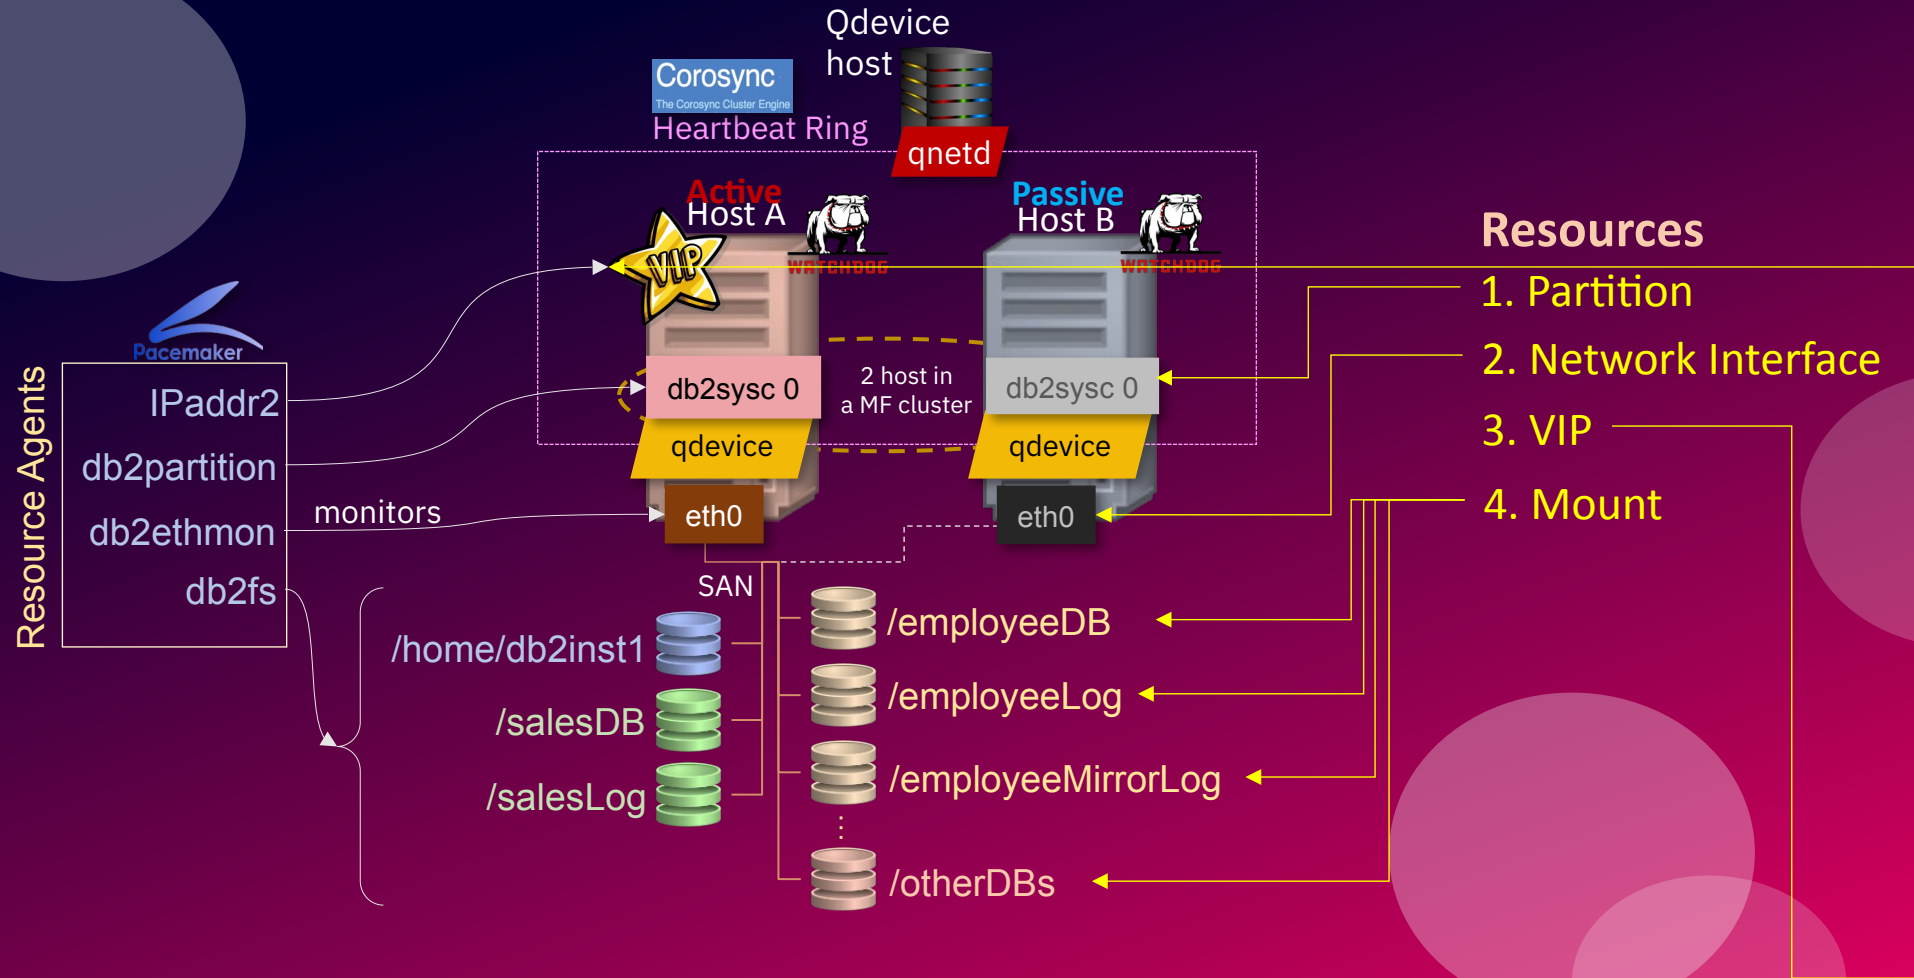 Qdevice
host
Corosync
The Corosync Cluster Engine
Heartbeat Ring
qnetd
Active
Host A
VIP
WATCHDOG
Passive
Host B
WATCHDOG
Resources
1. Partition
2. Network Interface
3. VIP
4. Mount
Pacemaker
Resource Agents
IPaddr2
db2partition
db2ethmon
db2fs
monitors
db2sysc 0
qdevice
eth0
2 host in
a MF cluster
db2sysc 0
qdevice
eth0
SAN
/home/db2inst1
/salesDB
/salesLog
/employeeDB
/employeeLog
/employeeMirrorLog
/otherDBs